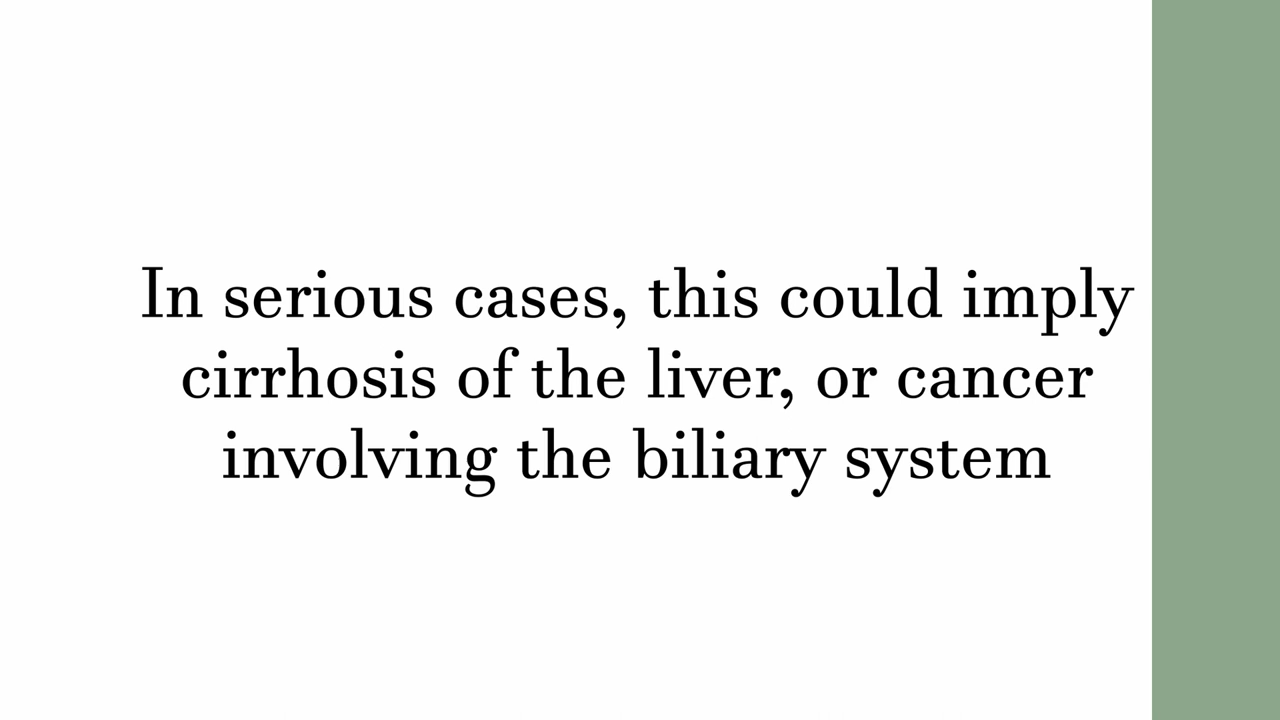 In serious cases, this could imply
cirrhosis of the liver, or cancer
involving the biliary system